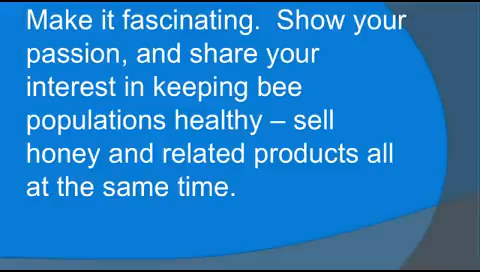 Make it fascinating.  Show your
passion, and share your
interest in keeping bee
populations healthy – sell
honey and related products all
at the same time.